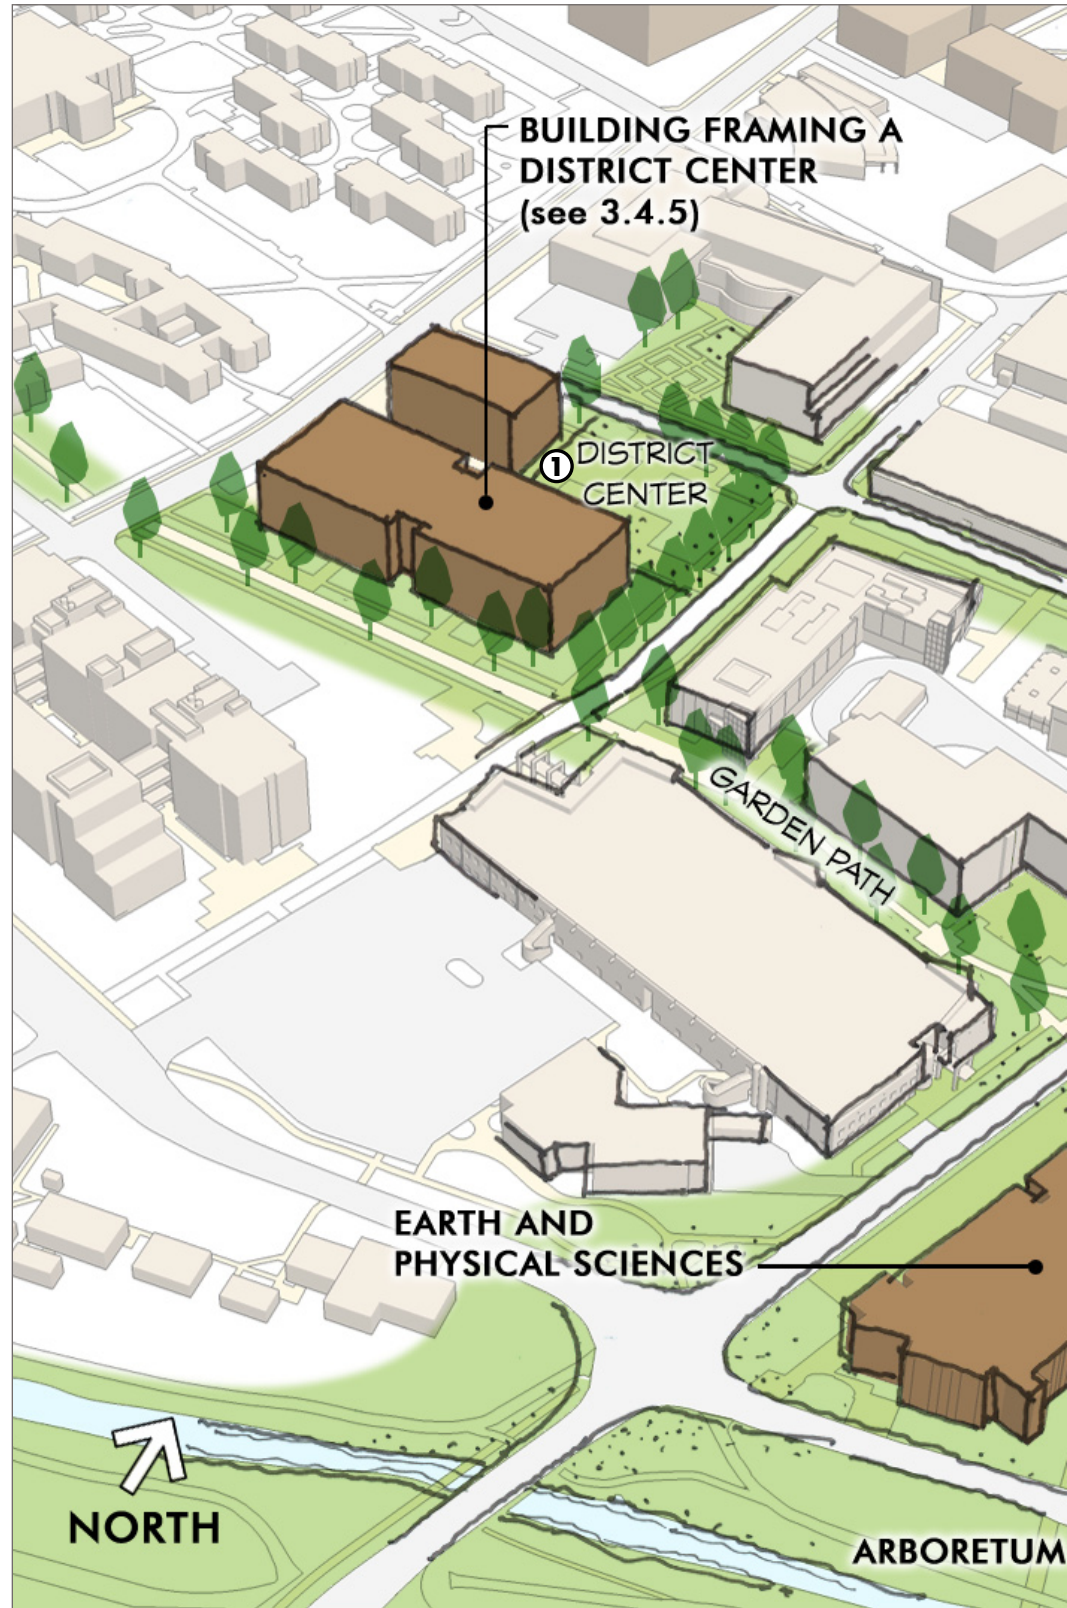 BUILDING FRAMING A
DISTRICT CENTER
(see 3.4.5)
1 DISTRICT
CENTER
GARDEN PATH
EARTH AND
PHYSICAL SCIENCES
NORTH
ARBORETUM